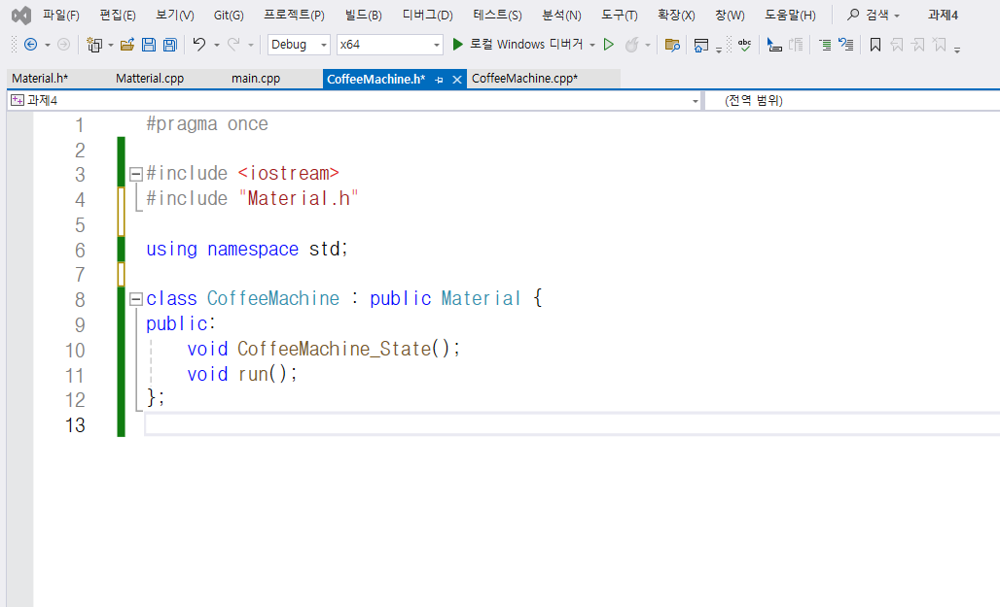 파일(F) 편집(E) 보기(V) Git(G) 프로젝트(P) 빌드(B) 디버그(D) 테스트(S) 분석(N) 도구(T) 확장(X) 창(W) 도움말(H) 검색 과제4
Debug x64 로컬 Windows 디버거 abc
Material.h* Matterial.cpp main.cpp CoffeeMachine.h* CoffeeMachine.cpp*
과제4 (전역 범위)
1 #pragma once
2
3 #include <iostream>
4 #include "Material.h"
5
6 using namespace std;
7
8 class CoffeeMachine : public Material {
9 public:
10 void CoffeeMachine_State();
11 void run();
12 };
13